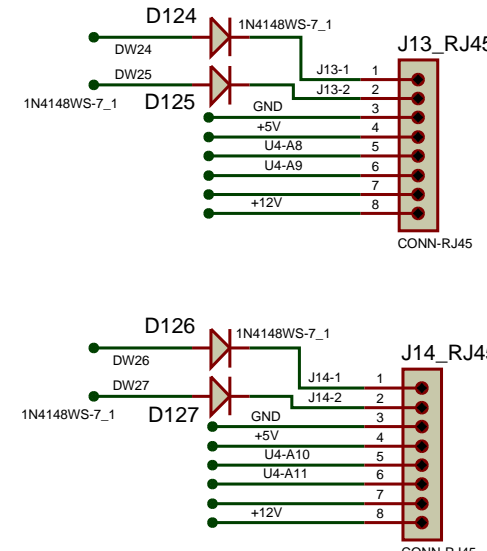 D124
1N4148WS-7_1
J13_RJ45
DW24
DW25
J13-1 1
J13-2 2
1N4148WS-7_1
D125
GND 3
+5V 4
U4-A8 5
U4-A9 6
7
+12V 8
CONN-RJ45
D126
1N4148WS-7_1
J14_RJ45
DW26
DW27
J14-1 1
J14-2 2
1N4148WS-7_1
D127
GND 3
+5V 4
U4-A10 5
U4-A11 6
7
+12V 8
CONN-RJ45